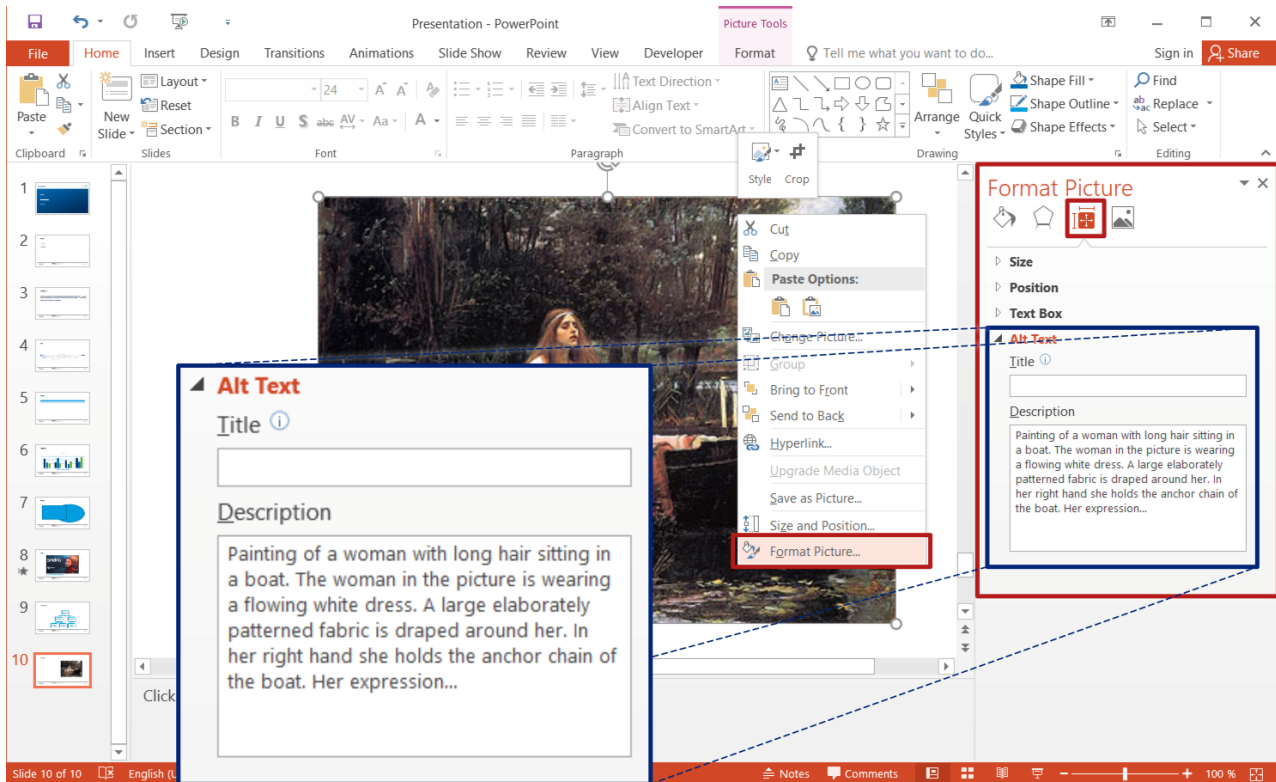 Presentation - PowerPoint
Picture Tools
File Home Insert Design Transitions Animations Slide Show Review View Developer Format Tell me what you want to do... Sign in Share
Paste
New Slide
Layout
Reset
Section
24
B I U S abc AV Aa A
Text Direction
Align Text
Convert to SmartArt
Arrange
Quick Styles
Shape Fill
Shape Outline
Shape Effects
Find
Replace
Select
Clipboard Slides Font Paragraph Drawing Editing
Style Crop
1
2
3
4
5
6
7
8
9
10
Cut
Copy
Paste Options:
Change Picture...
Group
Bring to Front
Send to Back
Hyperlink...
Upgrade Media Object
Save as Picture...
Size and Position...
Format Picture...
Format Picture
Size
Position
Text Box
Alt Text
Title
Description
Painting of a woman with long hair sitting in
a boat. The woman in the picture is wearing
a flowing white dress. A large elaborately
patterned fabric is draped around her. In
her right hand she holds the anchor chain of
the boat. Her expression...
Alt Text
Title
Description
Painting of a woman with long hair sitting in
a boat. The woman in the picture is wearing
a flowing white dress. A large elaborately
patterned fabric is draped around her. In
her right hand she holds the anchor chain of
the boat. Her expression...
Click
Slide 10 of 10 English (U Notes Comments 100 %